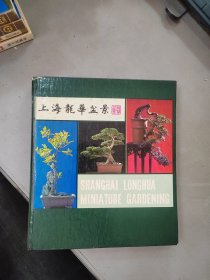 上海龍華盆景
SHANGHAI LONGHUA
MINIATURE GARDENING